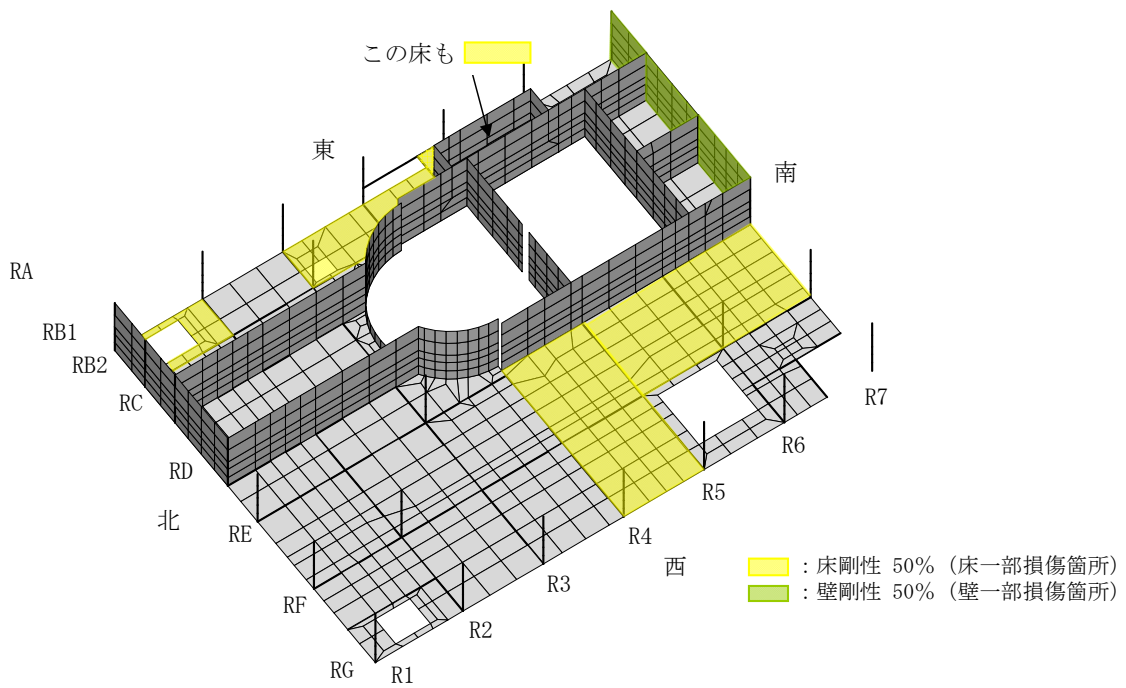 この床も
東
南
RA
RB1
RB2
RC
RD
北
RE
RF
RG
R1
R2
R3
R4
R5
R6
R7
西
：床剛性 50％（床一部損傷箇所）
：壁剛性 50％（壁一部損傷箇所）